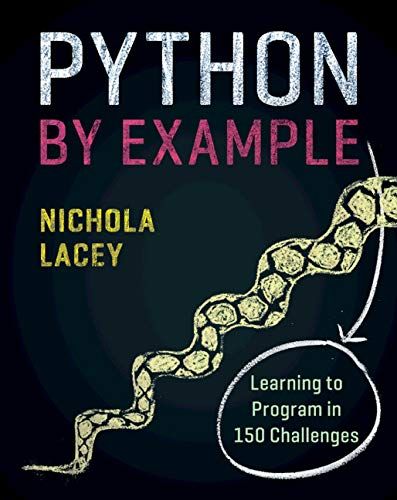 PYTHON
BY EXAMPLE
NICHOLA
LACEY
Learning to
Program in
150 Challenges